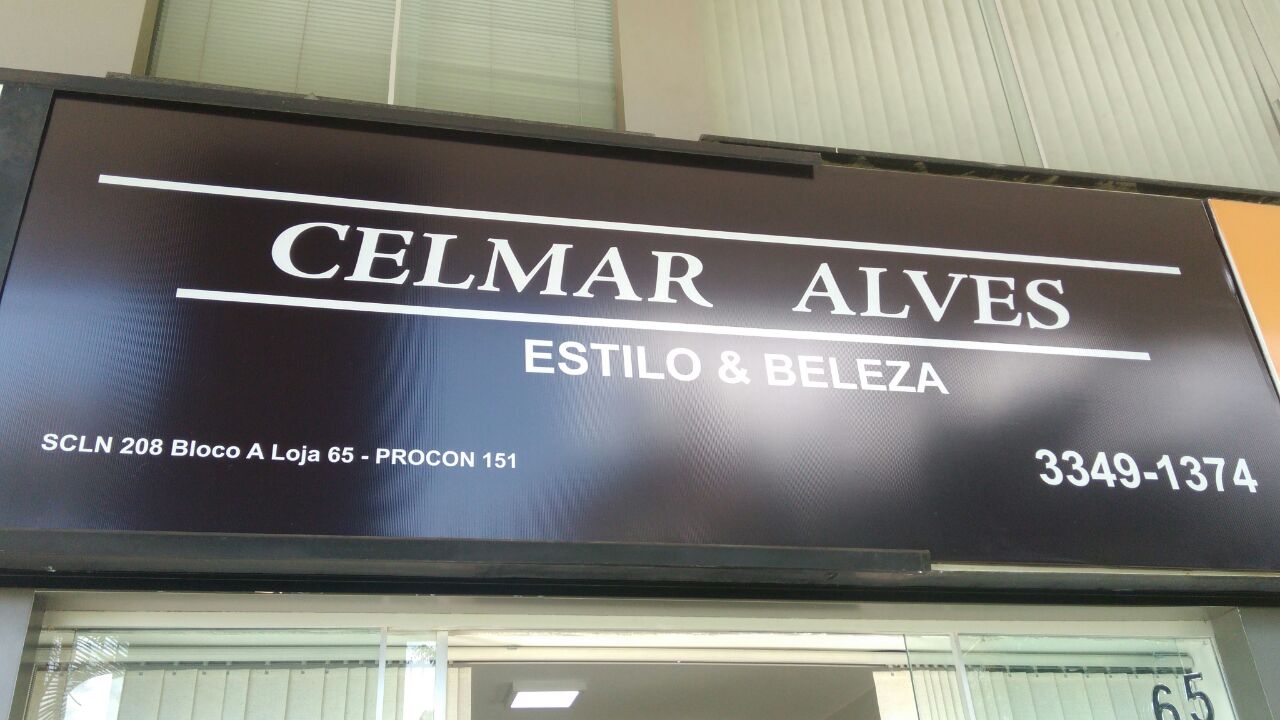 CELMAR ALVES
ESTILO & BELEZA
SCLN 208 Bloco A Loja 65 - PROCON 151
3349-1374
65